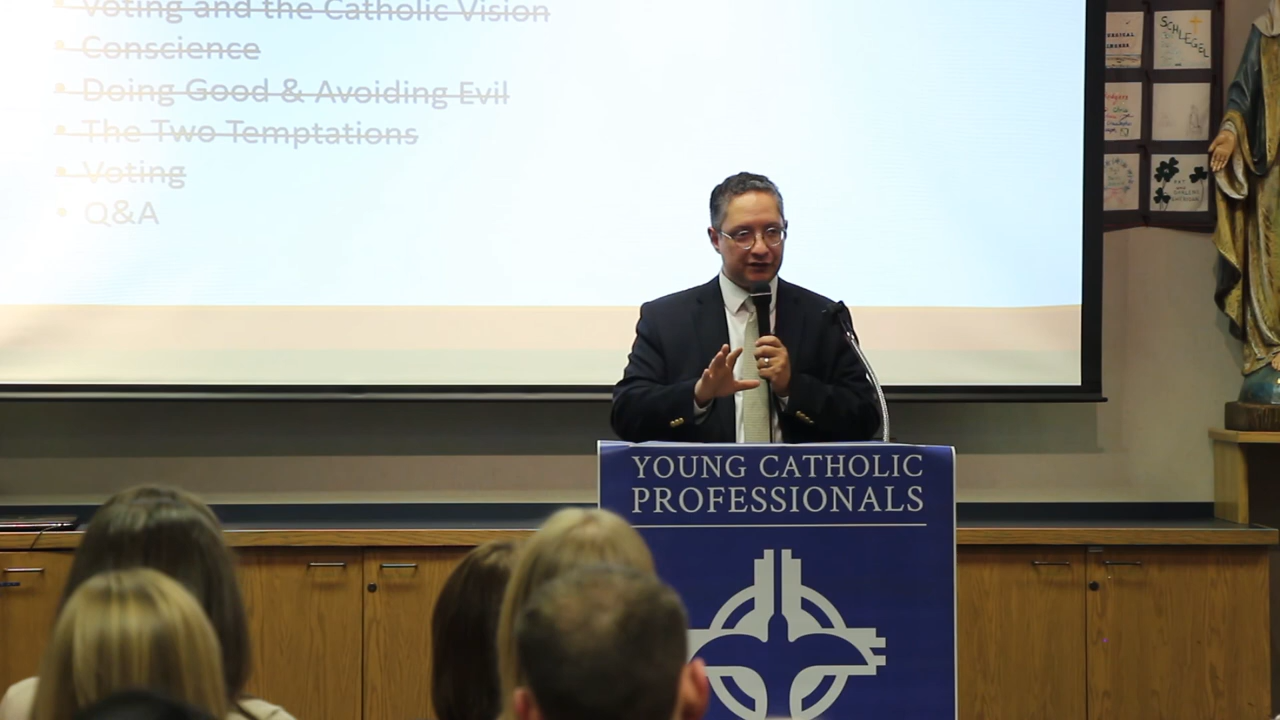 • Voting and the Catholic Vision
• Conscience
• Doing Good & Avoiding Evil
• The Two Temptations
• Voting
• Q&A
SCHLEGEL
YOUNG CATHOLIC
PROFESSIONALS